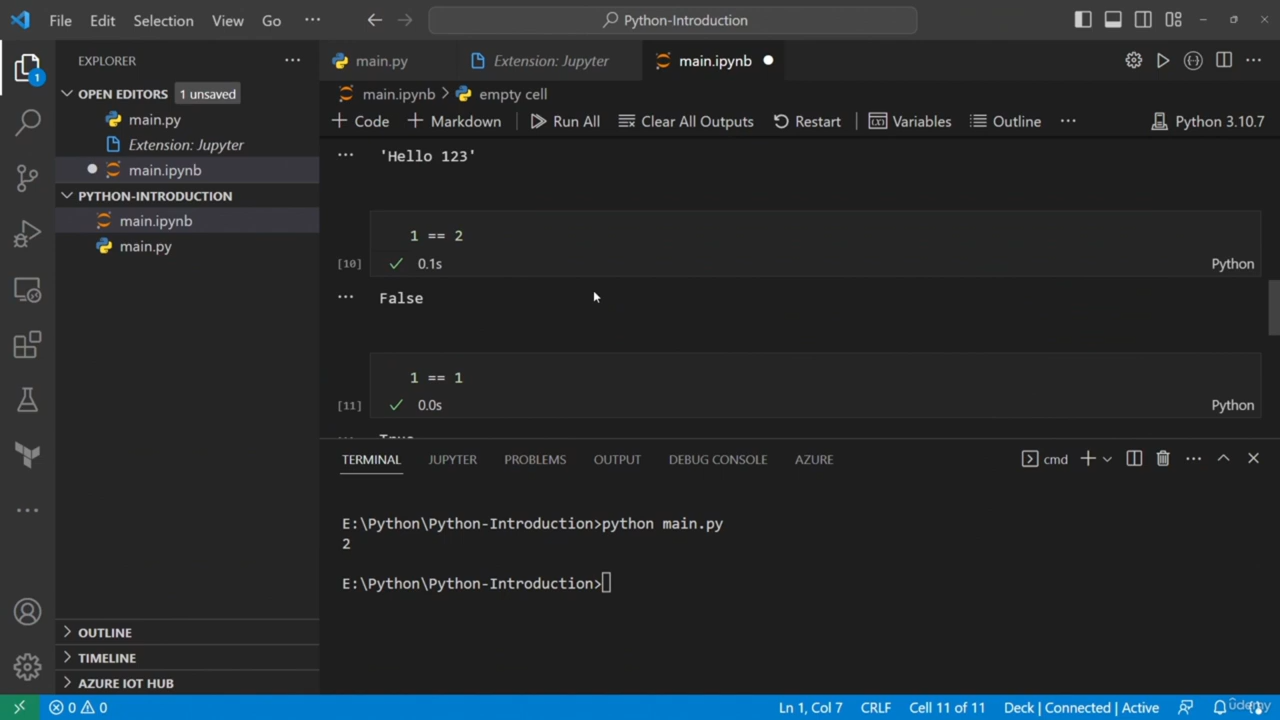 File Edit Selection View Go ··· Python-Introduction
EXPLORER ···
OPEN EDITORS 1 unsaved
main.py
Extension: Jupyter
main.ipynb
PYTHON-INTRODUCTION
main.ipynb
main.py
OUTLINE
TIMELINE
AZURE IOT HUB
1
main.py Extension: Jupyter main.ipynb
main.ipynb > empty cell
+ Code + Markdown Run All Clear All Outputs Restart Variables Outline ··· Python 3.10.7
··· 'Hello 123'
1 == 2
[10] ✓ 0.1s Python
··· False
1 == 1
[11] ✓ 0.0s Python
True
TERMINAL JUPYTER PROBLEMS OUTPUT DEBUG CONSOLE AZURE cmd
E:\Python\Python-Introduction>python main.py
2
E:\Python\Python-Introduction>
0 0 Ln 1, Col 7 CRLF Cell 11 of 11 Deck | Connected | Active
udemy